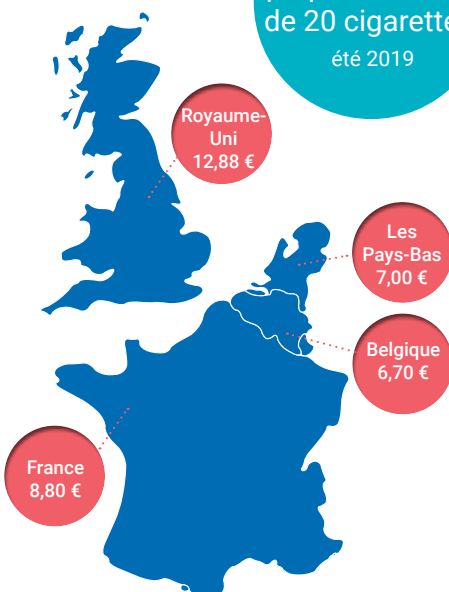 de 20 cigarette
été 2019
Royaume-
Uni
12,88 €
Les
Pays-Bas
7,00 €
Belgique
6,70 €
France
8,80 €